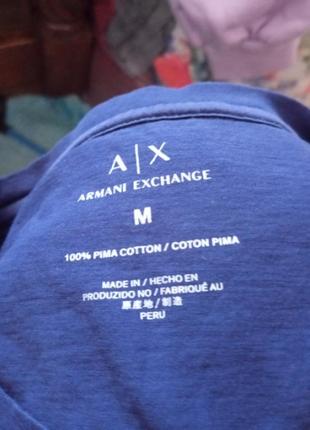 A|X
ARMANI EXCHANGE
M
100% PIMA COTTON / COTON PIMA
MADE IN / HECHO EN
PRODUZIDO NO / FABRIQUÉ AU
原産地 / 制造
PERU